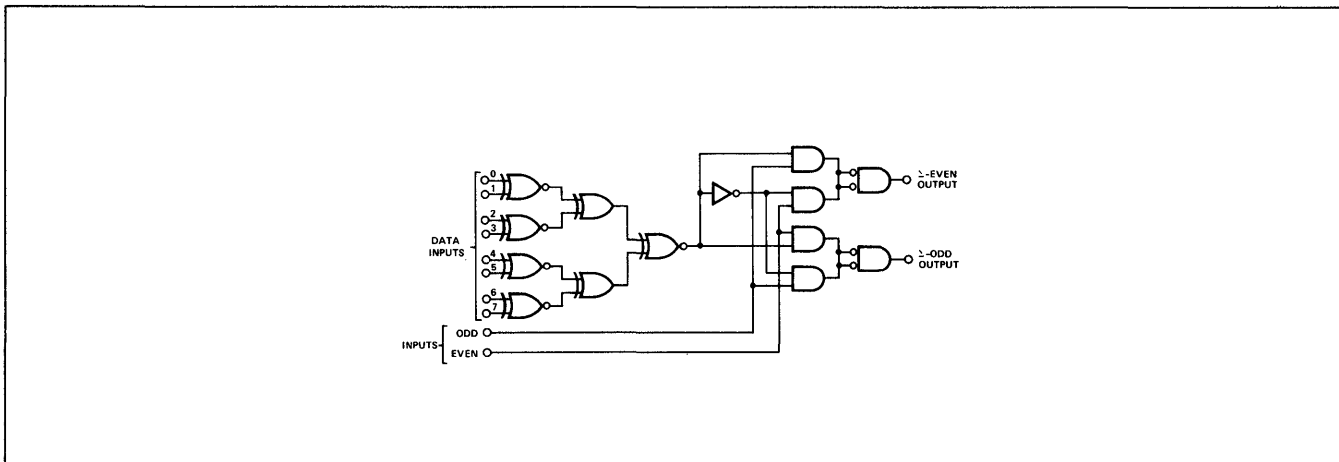 0
1
2
3
4
5
6
7
DATA
INPUTS
INPUTS
ODD
EVEN
Σ-EVEN
OUTPUT
Σ-ODD
OUTPUT